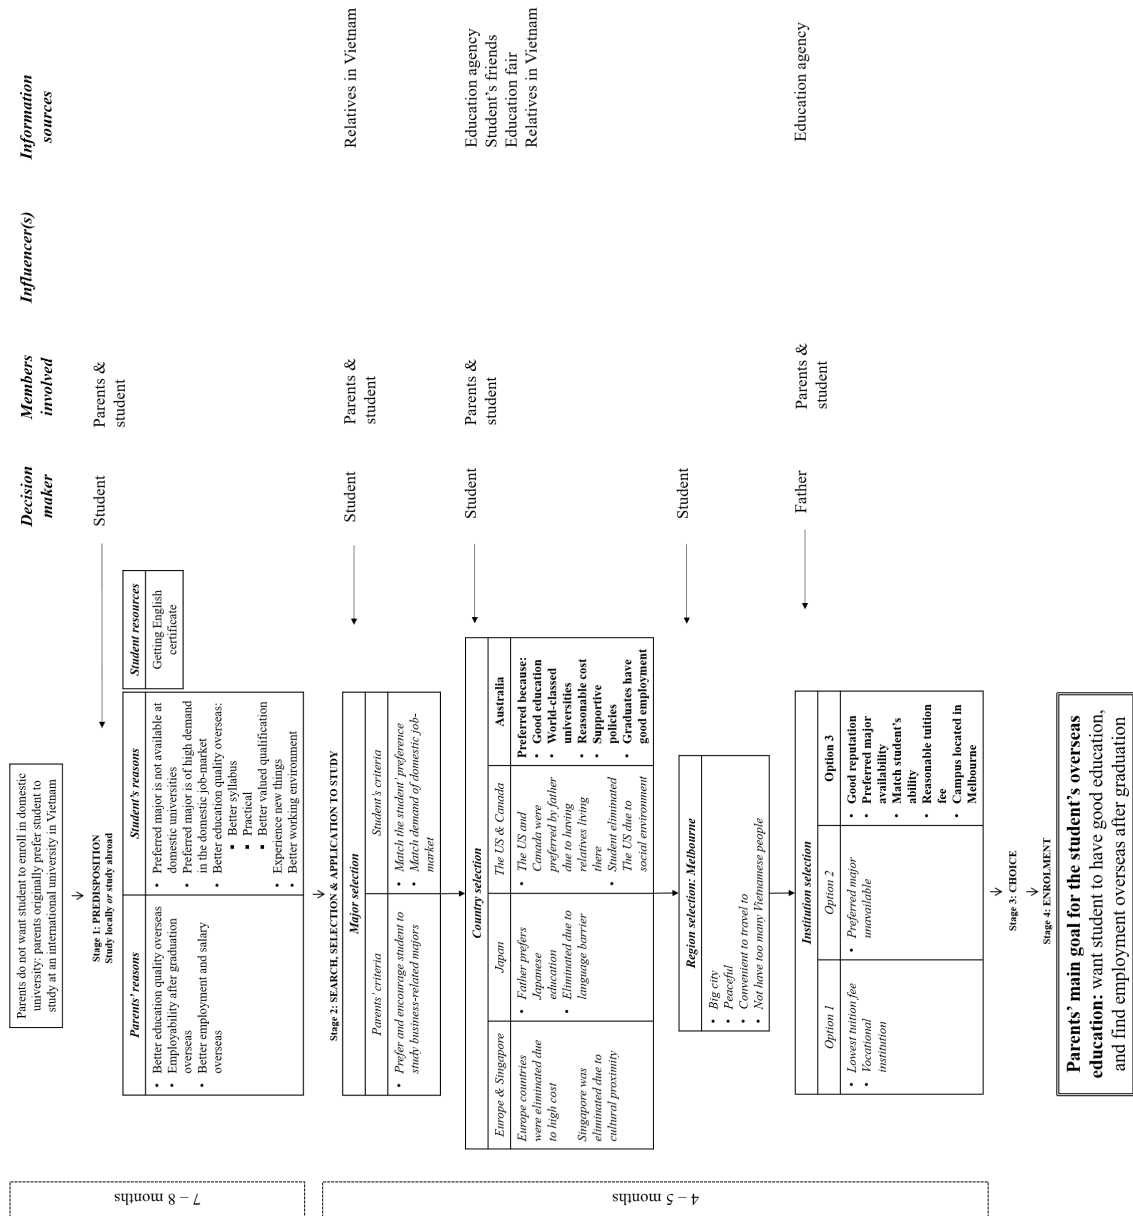 Decision
maker
Members
involved
Influencer(s)
Information
sources
Parents do not want student to enroll in domestic
university: parents originally prefer student to
study at an international university in Vietnam
Stage 1: PREDISPOSITION
Study locally or study abroad
Student
Parents &
student
Parents' reasons
• Better education quality overseas
• Employability after graduation
overseas
• Better employment and salary
overseas
Student's reasons
• Preferred major is not available at
domestic universities
• Preferred major is of high demand
in the domestic job-market
• Better education quality overseas:
▪ Better syllabus
▪ Practical
▪ Better valued qualification
• Experience new things
• Better working environment
Student resources
Getting English
certificate
7 – 8 months
Stage 2: SEARCH, SELECTION & APPLICATION TO STUDY
Major selection
Parents' criteria
• Prefer and encourage student to
study business-related majors
Student's criteria
• Match the student' preference
• Match demand of domestic job-
market
Student
Parents &
student
Relatives in Vietnam
Country selection
Europe & Singapore
Europe countries
were eliminated due
to high cost
Singapore was
eliminated due to
cultural proximity
Japan
• Father prefers
Japanese
education
• Eliminated due to
language barrier
The US & Canada
• The US and
Canada were
preferred by father
due to having
relatives living
there
• Student eliminated
The US due to
social environment
Australia
Preferred because:
• Good education
• World-classed
universities
• Reasonable cost
• Supportive
policies
• Graduates have
good employment
Student
Parents &
student
Education agency
Student's friends
Education fair
Relatives in Vietnam
Region selection: Melbourne
• Big city
• Peaceful
• Convenient to travel to
• Not have too many Vietnamese people
Student
Institution selection
Option 1
• Lowest tuition fee
• Vocational
institution
Option 2
• Preferred major
unavailable
Option 3
• Good reputation
• Preferred major
availability
• Match student's
ability
• Reasonable tuition
fee
• Campus located in
Melbourne
Father
Parents &
student
Education agency
4 – 5 months
Stage 3: CHOICE
Stage 4: ENROLMENT
Parents' main goal for the student's overseas
education: want student to have good education,
and find employment overseas after graduation